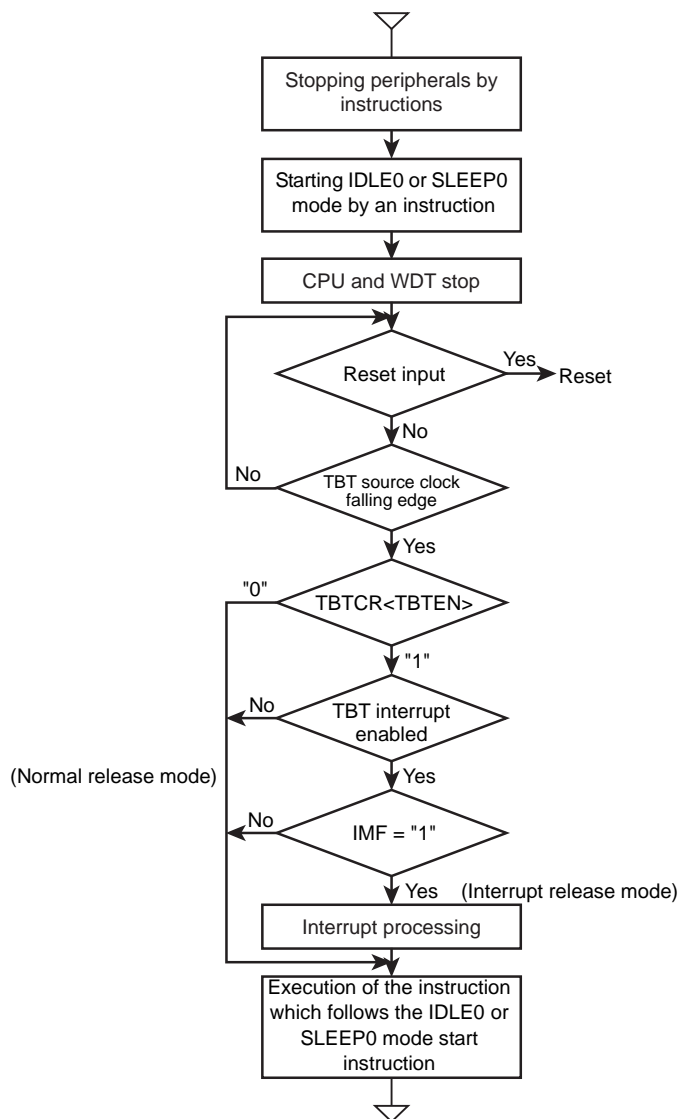 Stopping peripherals by
instructions
Starting IDLE0 or SLEEP0
mode by an instruction
CPU and WDT stop
Reset input
Yes
Reset
No
No
TBT source clock
falling edge
Yes
"0"
TBTCR<TBTEN>
"1"
No
TBT interrupt
enabled
(Normal release mode)
Yes
No
IMF = "1"
Yes
(Interrupt release mode)
Interrupt processing
Execution of the instruction
which follows the IDLE0 or
SLEEP0 mode start
instruction